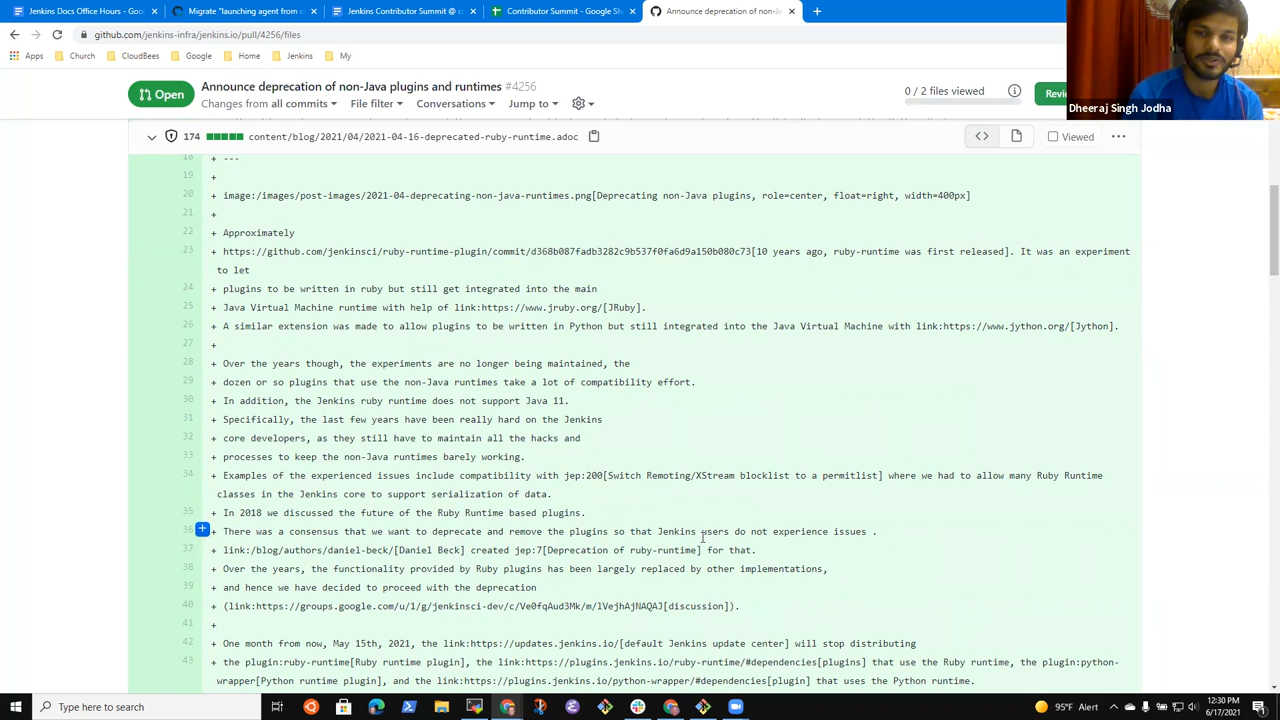 Jenkins Docs Office Hours - Goo
Migrate "launching agent from c
Jenkins Contributor Summit @ c
Contributor Summit - Google She
Announce deprecation of non-Ja
github.com/jenkins-infra/jenkins.io/pull/4256/files
Apps Church CloudBees Google Home Jenkins My
Dheeraj Singh Jodha
Open
Announce deprecation of non-Java plugins and runtimes #4256
Changes from all commits File filter Conversations Jump to
0 / 2 files viewed
174 content/blog/2021/04/2021-04-16-deprecated-ruby-runtime.adoc
Viewed
18 + ---
19 +
20 + image:/images/post-images/2021-04-deprecating-non-java-runtimes.png[Deprecating non-Java plugins, role=center, float=right, width=400px]
21 +
22 + Approximately
23 + https://github.com/jenkinsci/ruby-runtime-plugin/commit/d368b087fadb3282c9b537f0fa6d9a150b080c73[10 years ago, ruby-runtime was first released]. It was an experiment
to let
24 + plugins to be written in ruby but still get integrated into the main
25 + Java Virtual Machine runtime with help of link:https://www.jruby.org/[JRuby].
26 + A similar extension was made to allow plugins to be written in Python but still integrated into the Java Virtual Machine with link:https://www.jython.org/[Jython].
27 +
28 + Over the years though, the experiments are no longer being maintained, the
29 + dozen or so plugins that use the non-Java runtimes take a lot of compatibility effort.
30 + In addition, the Jenkins ruby runtime does not support Java 11.
31 + Specifically, the last few years have been really hard on the Jenkins
32 + core developers, as they still have to maintain all the hacks and
33 + processes to keep the non-Java runtimes barely working.
34 + Examples of the experienced issues include compatibility with jep:200[Switch Remoting/XStream blocklist to a permitlist] where we had to allow many Ruby Runtime
classes in the Jenkins core to support serialization of data.
35 + In 2018 we discussed the future of the Ruby Runtime based plugins.
36 + There was a consensus that we want to deprecate and remove the plugins so that Jenkins users do not experience issues .
37 + link:/blog/authors/daniel-beck/[Daniel Beck] created jep:7[Deprecation of ruby-runtime] for that.
38 + Over the years, the functionality provided by Ruby plugins has been largely replaced by other implementations,
39 + and hence we have decided to proceed with the deprecation
40 + (link:https://groups.google.com/u/1/g/jenkinsci-dev/c/Ve0fqAud3Mk/m/lVejhAjNAQAJ[discussion]).
41 +
42 + One month from now, May 15th, 2021, the link:https://updates.jenkins.io/[default Jenkins update center] will stop distributing
43 + the plugin:ruby-runtime[Ruby runtime plugin], the link:https://plugins.jenkins.io/ruby-runtime/#dependencies[plugins] that use the Ruby runtime, the plugin:python-
wrapper[Python runtime plugin], and the link:https://plugins.jenkins.io/python-wrapper/#dependencies[plugin] that uses the Python runtime.
Type here to search
95°F Alert
12:30 PM
6/17/2021